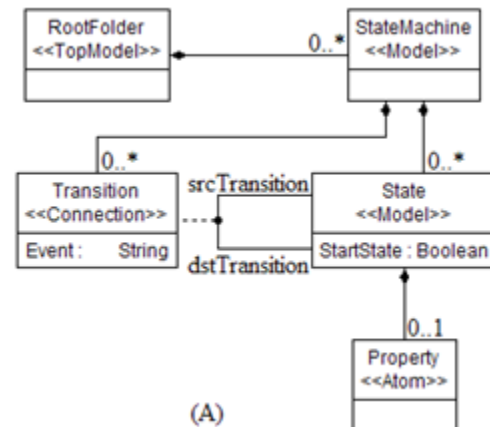 RootFolder
<<TopModel>>
StateMachine
<<Model>>
0..*
0..*
0..*
Transition
<<Connection>>
Event : String
srcTransition
dstTransition
State
<<Model>>
StartState : Boolean
0..1
Property
<<Atom>>
(A)